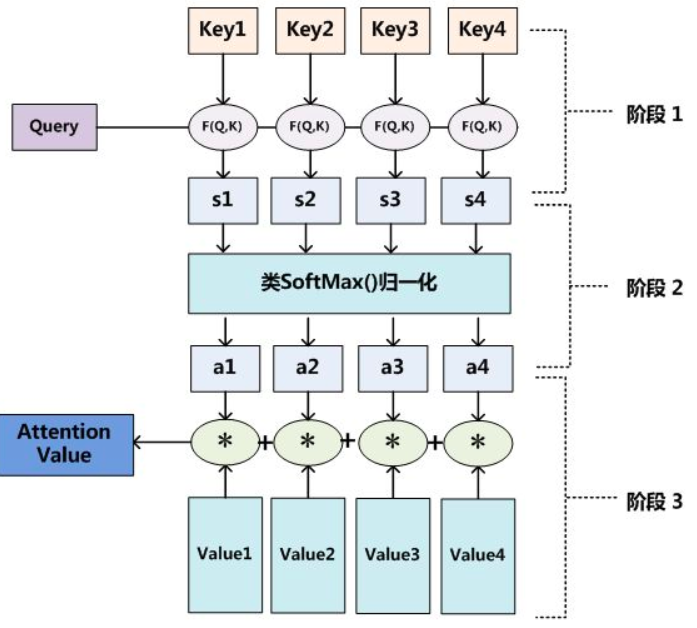 Key1 Key2 Key3 Key4
阶段 1
Query F(Q,K) F(Q,K) F(Q,K) F(Q,K)
s1 s2 s3 s4
类SoftMax()归一化
阶段 2
a1 a2 a3 a4
Attention
Value
* + * + * + *
阶段 3
Value1 Value2 Value3 Value4